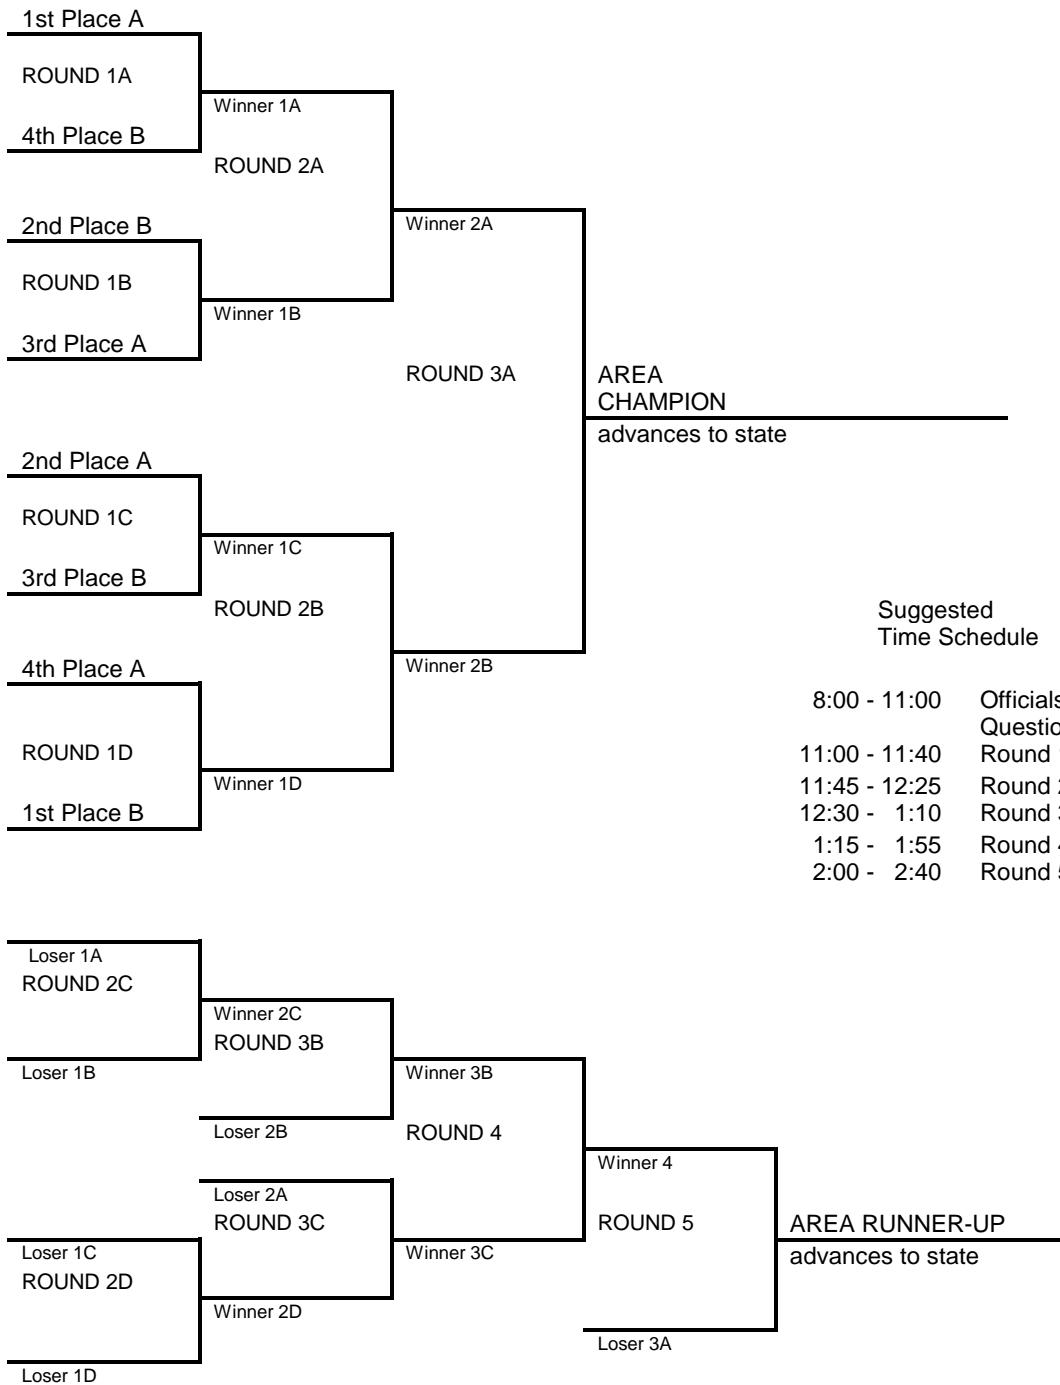 1st Place A
ROUND 1A
Winner 1A
4th Place B
ROUND 2A
2nd Place B
Winner 2A
ROUND 1B
Winner 1B
3rd Place A
ROUND 3A
AREA
CHAMPION
advances to state
2nd Place A
ROUND 1C
Winner 1C
3rd Place B
ROUND 2B
Suggested
Time Schedule
4th Place A
Winner 2B
ROUND 1D
Winner 1D
1st Place B
8:00 - 11:00 Officials
11:00 - 11:40 Round
11:45 - 12:25 Round
12:30 - 1:10 Round
1:15 - 1:55 Round
2:00 - 2:40 Round
Loser 1A
ROUND 2C
Winner 2C
ROUND 3B
Loser 1B
Winner 3B
Loser 2B
ROUND 4
Winner 4
Loser 2A
ROUND 3C
ROUND 5
AREA RUNNER-UP
advances to state
Loser 1C
Winner 3C
ROUND 2D
Winner 2D
Loser 3A
Loser 1D